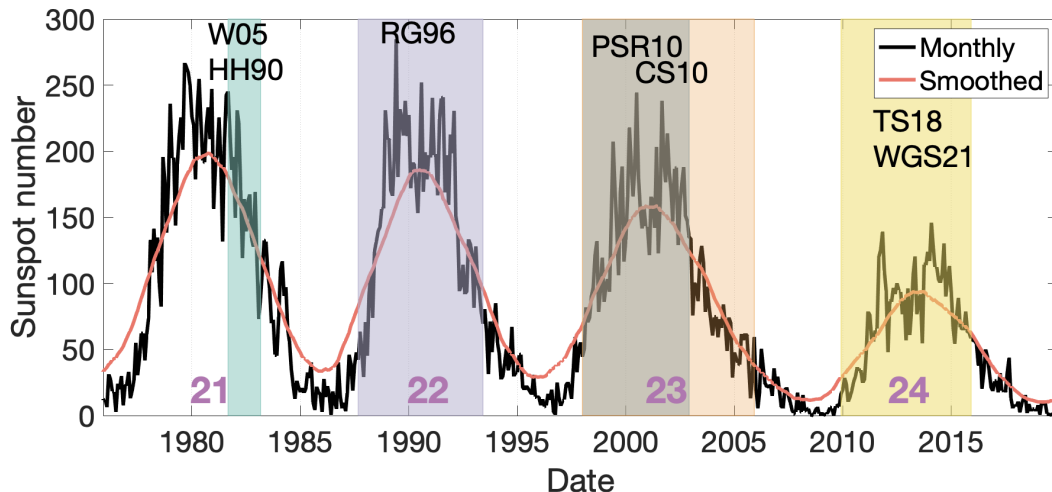 300
250
200
150
100
50
0
Sunspot number
W05
HH90
RG96
PSR10
CS10
Monthly
Smoothed
TS18
WGS21
21
22
23
24
1980
1985
1990
1995
2000
2005
2010
2015
Date